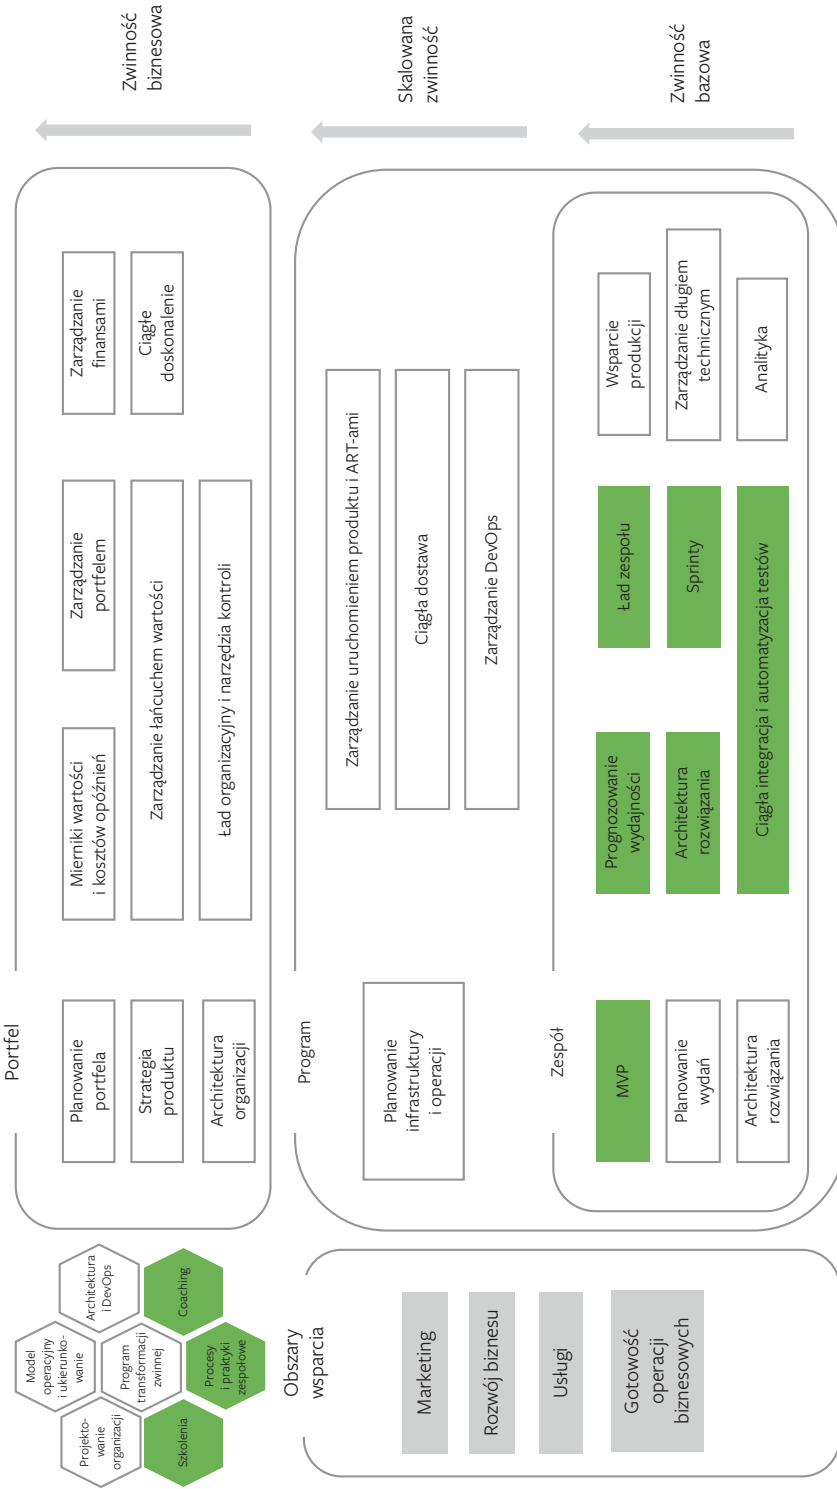 Projekto-
wanie
organizacji
Model
operacyjny
i ukierunko-
wanie
Architektura
i DevOps
Program
transformacji
zwinnej
Szkolenia
Procesy
i praktyki
zespołowe
Coaching
Portfel
Planowanie
portfela
Mierniki wartości
i kosztów opóźnień
Zarządzanie
portfelem
Zarządzanie
finansami
Strategia
produktu
Zarządzanie łańcuchem wartości
Ciągłe
doskonalenie
Architektura
organizacji
Ład organizacyjny i narzędzia kontroli
Zwinność
biznesowa
Obszary
wsparcia
Marketing
Rozwój biznesu
Usługi
Gotowość
operacji
biznesowych
Program
Planowanie
infrastruktury
i operacji
Zarządzanie uruchomieniem produktu i ART-ami
Ciągła dostawa
Zarządzanie DevOps
Skalowana
zwinność
Zespół
MVP
Prognozowanie
wydajności
Ład zespołu
Wsparcie
produkcji
Planowanie
wydań
Architektura
rozwiązania
Sprinty
Zarządzanie długiem
technicznym
Architektura
rozwiązania
Ciągła integracja i automatyzacja testów
Analityka
Zwinność
bazowa